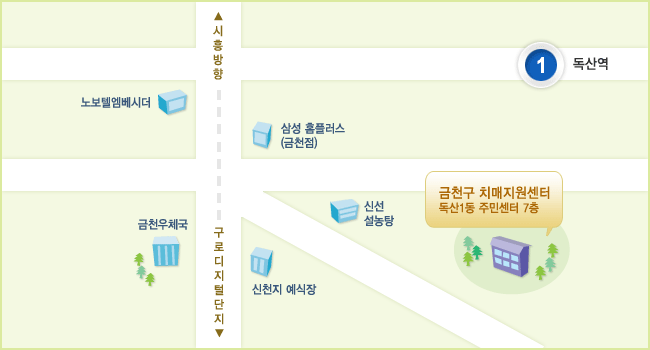 ▲시흥방향
1 독산역
노보텔엠베시더
삼성 홈플러스
(금천점)
금천구 치매지원센터
독산1동 주민센터 7층
신선
설농탕
금천우체국
구로디지털단지▼
신천지 예식장